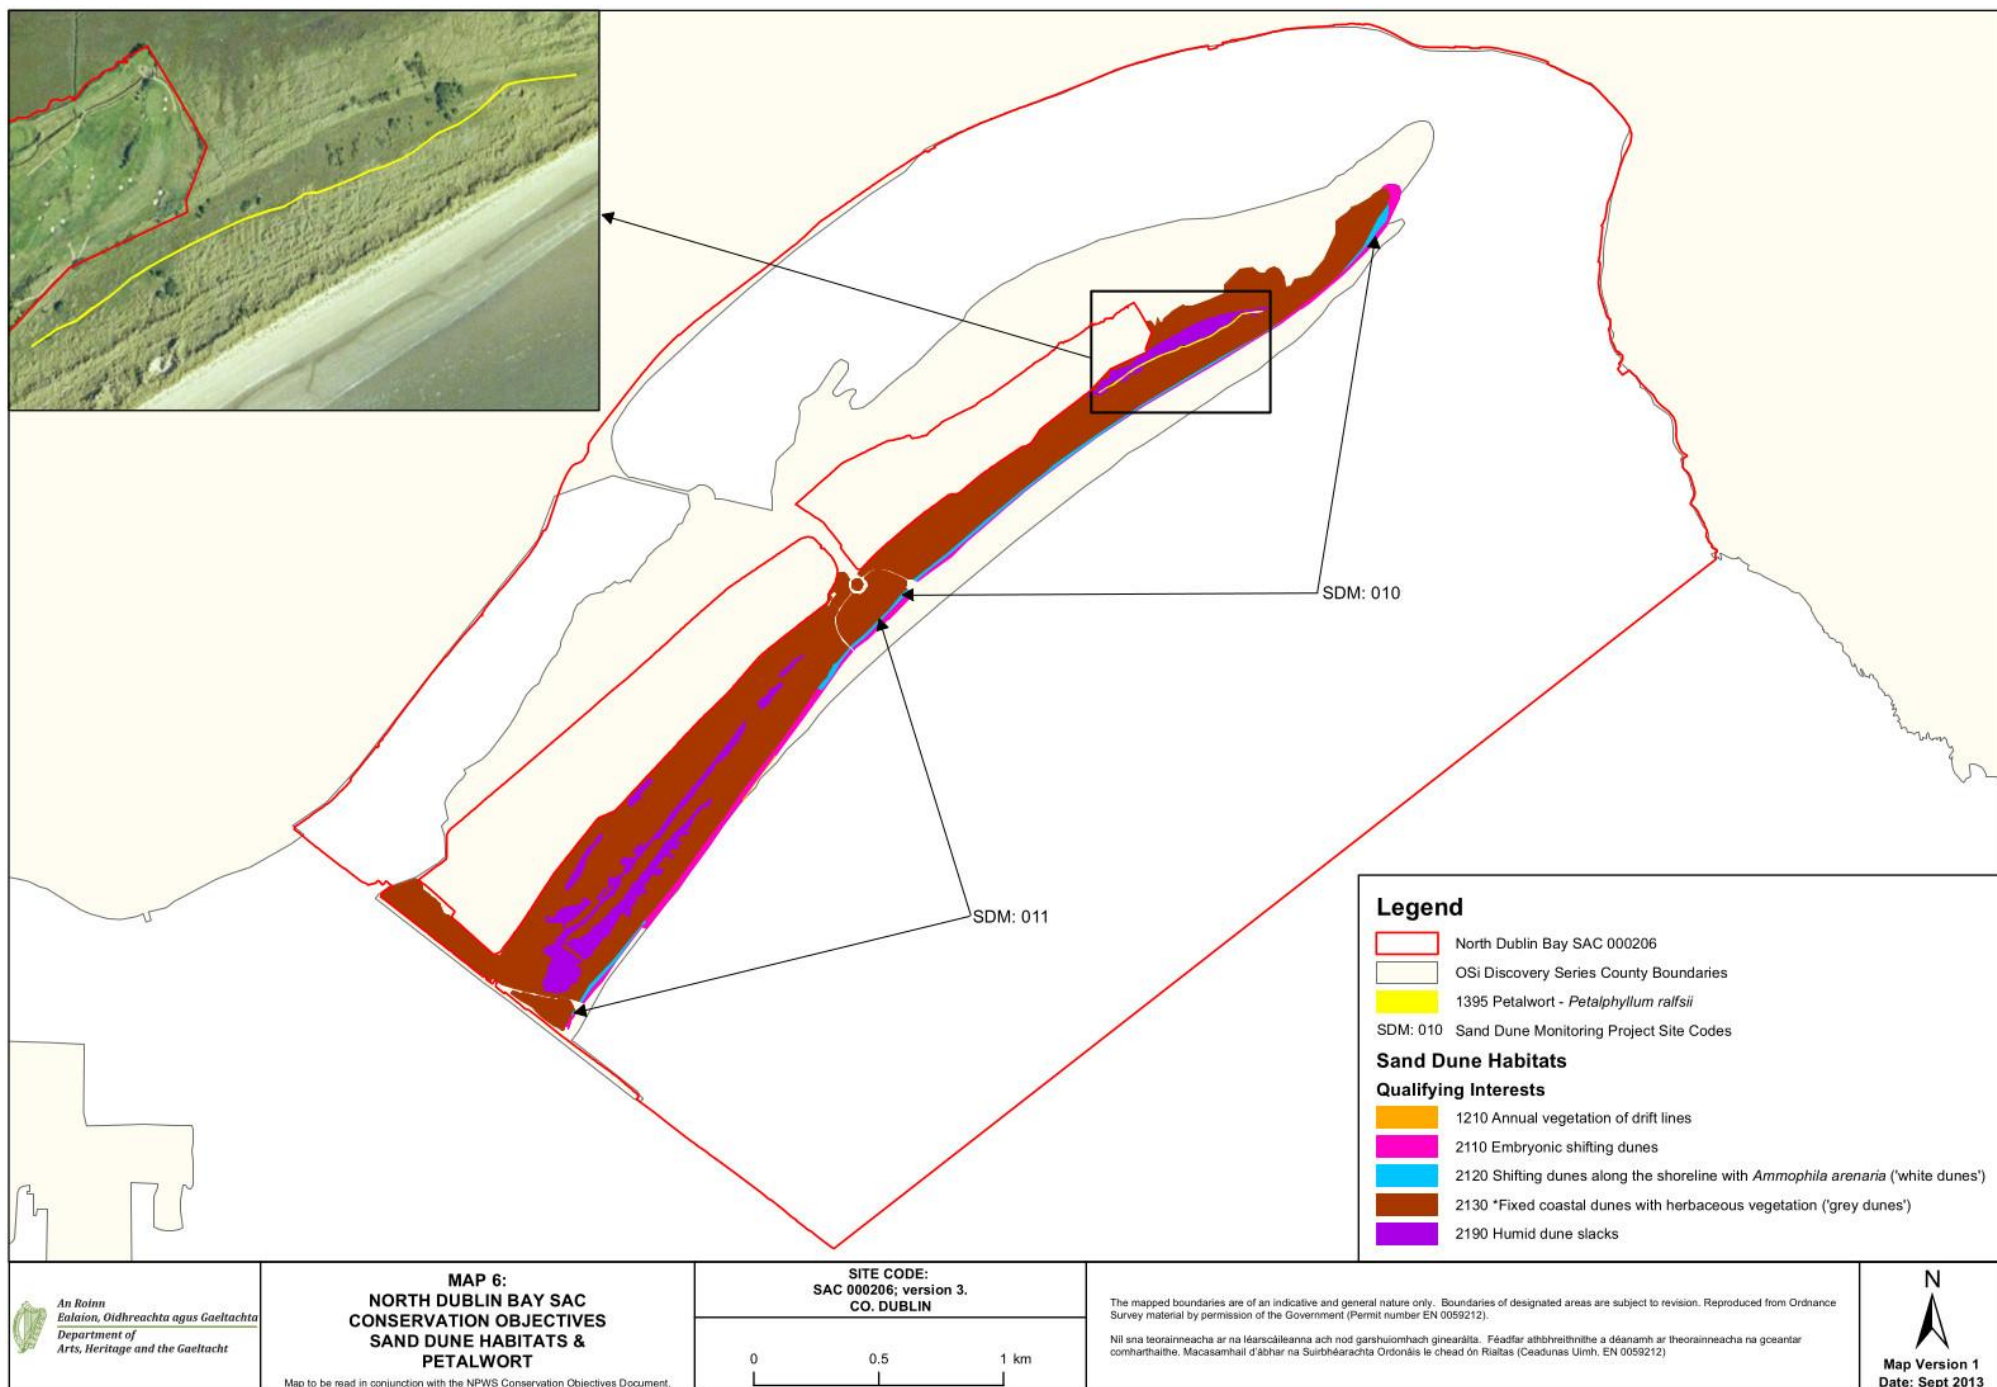 SDM: 010
SDM: 011
Legend
North Dublin Bay SAC 000206
OSi Discovery Series County Boundaries
1395 Petalwort - Petalphyllum ralfsii
SDM: 010 Sand Dune Monitoring Project Site Codes
Sand Dune Habitats
Qualifying Interests
1210 Annual vegetation of drift lines
2110 Embryonic shifting dunes
2120 Shifting dunes along the shoreline with Ammophila arenaria ('white dunes')
2130 *Fixed coastal dunes with herbaceous vegetation ('grey dunes')
2190 Humid dune slacks
An Roinn
Ealaíon, Oidhreachta agus Gaeltachta
Department of
Arts, Heritage and the Gaeltacht
MAP 6:
NORTH DUBLIN BAY SAC
CONSERVATION OBJECTIVES
SAND DUNE HABITATS &
PETALWORT
Map to be read in conjunction with the NPWS Conservation Objectives Document.
SITE CODE:
SAC 000206; version 3.
CO. DUBLIN
0 0.5 1 km
The mapped boundaries are of an indicative and general nature only. Boundaries of designated areas are subject to revision. Reproduced from Ordnance
Survey material by permission of the Government (Permit number EN 0059212).
Nil sna teorainneacha ar na léarscáileanna ach nod garshuiomhach ginearálta. Féadfar athbhreithnithe a déanamh ar theorainneacha na gceantar
comharthaithe. Macasamhail d'ábhar na Suirbhéarachta Ordonáis le chead ón Rialtas (Ceadunas Uimh. EN 0059212)
N
Map Version 1
Date: Sept 2013